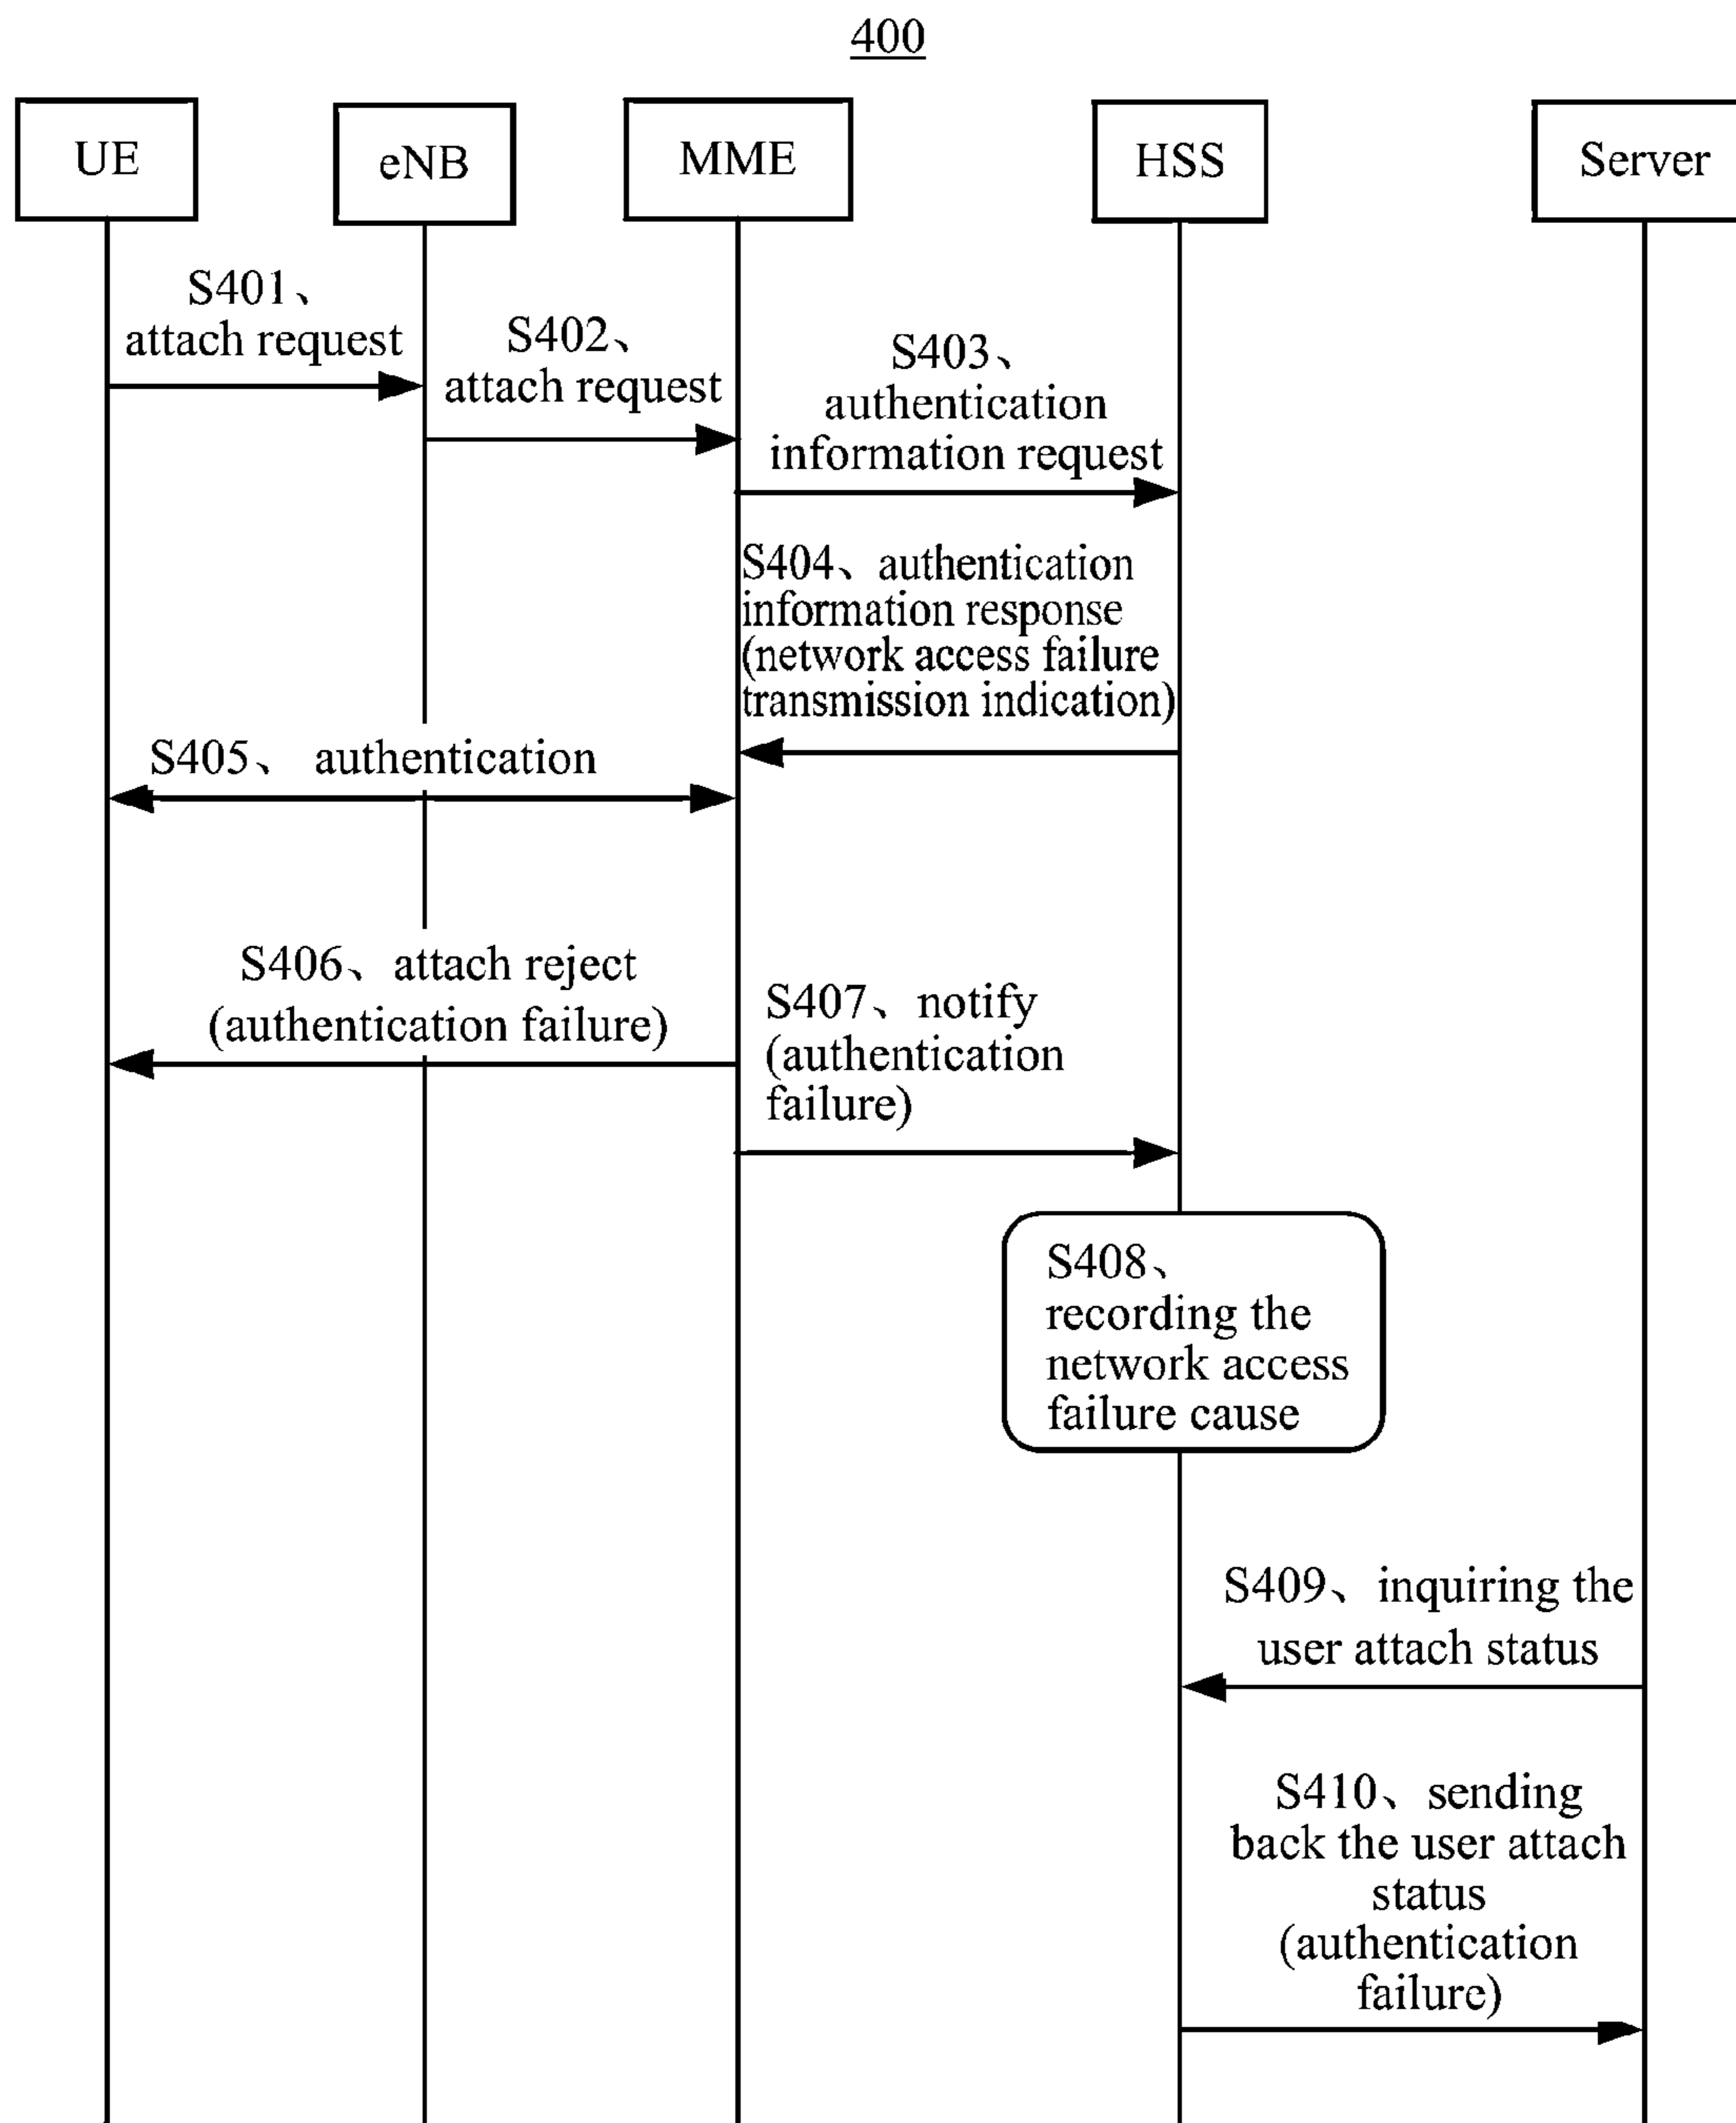 400
UE
eNB
MME
HSS
Server
S401、
attach request
S402、
attach request
S403、
authentication
information request
S404、authentication
information response
(network access failure
transmission indication)
S405、 authentication
S406、attach reject
(authentication failure)
S407、notify
(authentication
failure)
S408、
recording the
network access
failure cause
S409、inquiring the
user attach status
S410、sending
back the user attach
status
(authentication
failure)